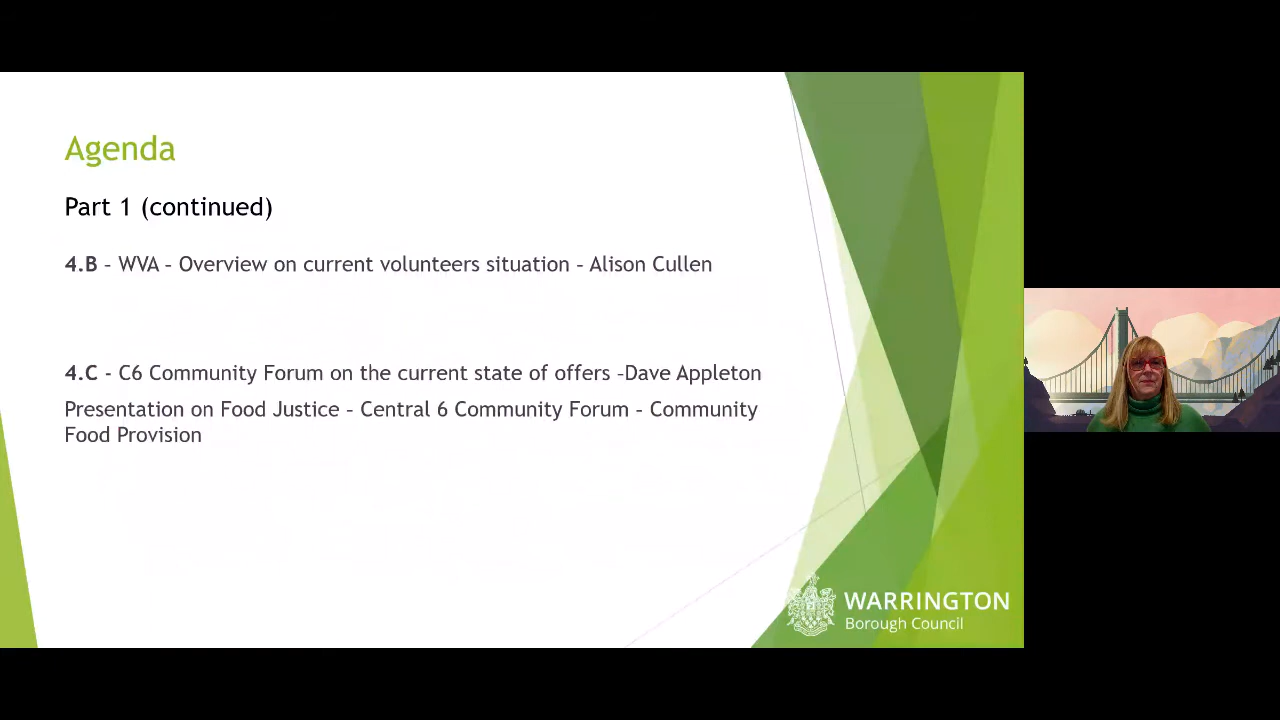 Agenda
Part 1 (continued)
4.B – WVA – Overview on current volunteers situation – Alison Cullen
4.C - C6 Community Forum on the current state of offers –Dave Appleton
Presentation on Food Justice – Central 6 Community Forum – Community
Food Provision
WARRINGTON
Borough Council